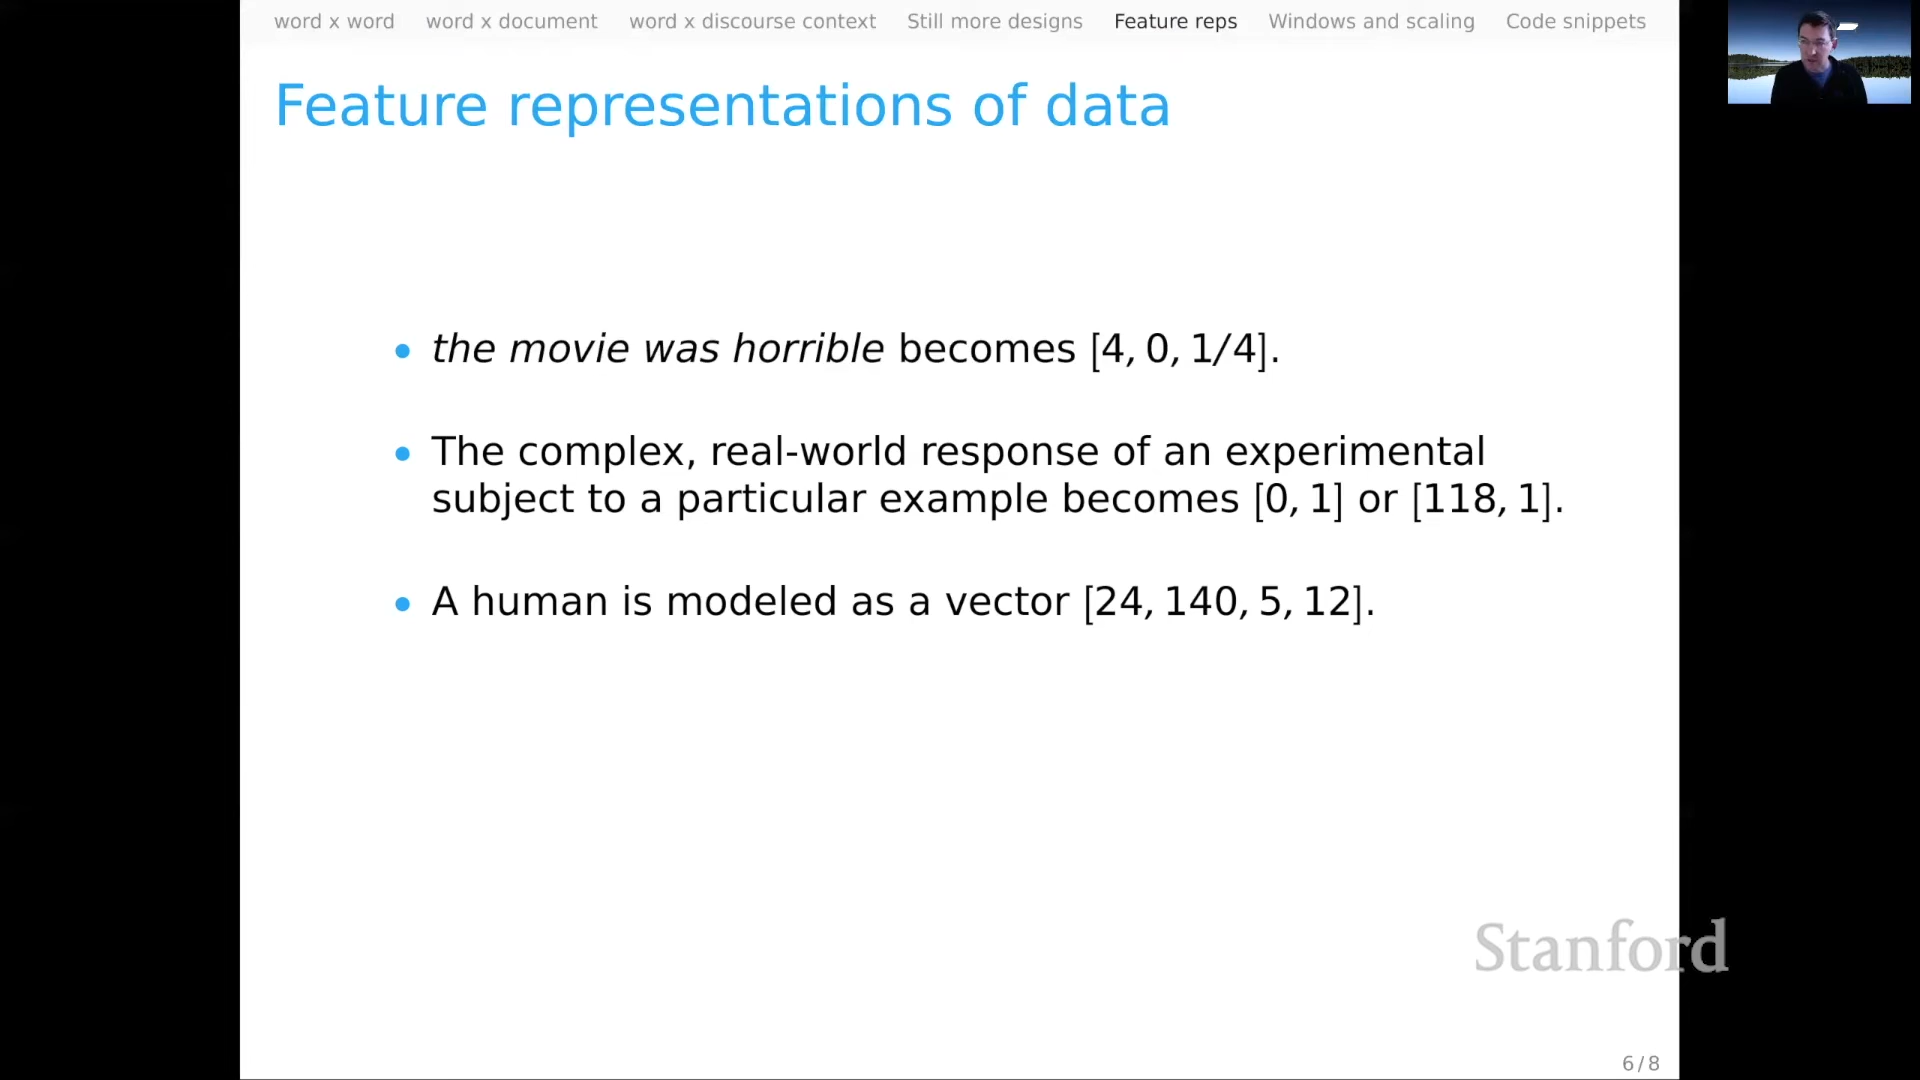 word x word word x document word x discourse context Still more designs Feature reps Windows and scaling Code snippets
Feature representations of data
• the movie was horrible becomes [4, 0, 1/4].
• The complex, real-world response of an experimental
subject to a particular example becomes [0, 1] or [118, 1].
• A human is modeled as a vector [24, 140, 5, 12].
Stanford
6/8